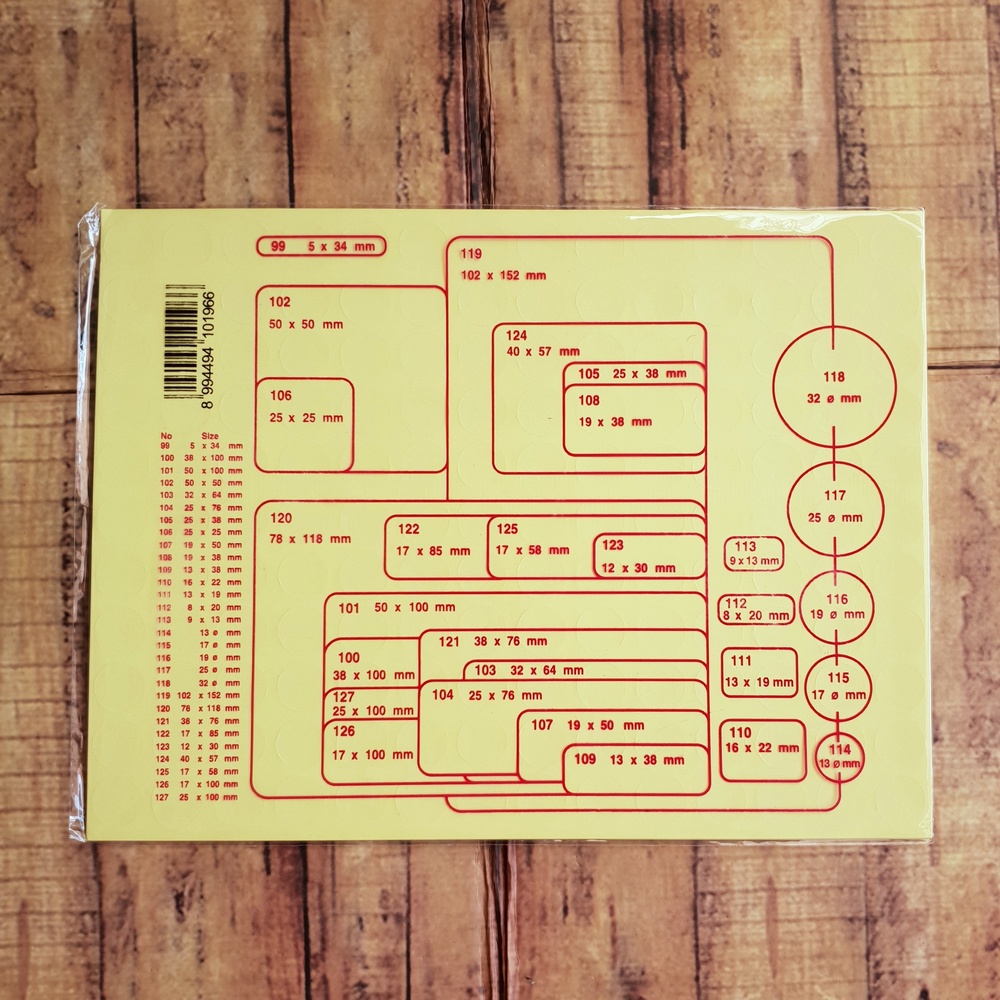 99 5 x 34 mm
119
102 x 152 mm
102
50 x 50 mm
106
25 x 25 mm
124
40 x 57 mm
105 25 x 38 mm
108
19 x 38 mm
118
32 ø mm
117
25 ø mm
116
19 ø mm
115
17 ø mm
114
13 ø mm
113
9 x 13 mm
112
8 x 20 mm
111
13 x 19 mm
110
16 x 22 mm
120
78 x 118 mm
122
17 x 85 mm
125
17 x 58 mm
123
12 x 30 mm
101 50 x 100 mm
121 38 x 76 mm
100
38 x 100 mm
103 32 x 64 mm
127
25 x 100 mm
104 25 x 76 mm
126
17 x 100 mm
107 19 x 50 mm
109 13 x 38 mm
8 994494 101966
No Size
99 5 x 34 mm
100 38 x 100 mm
101 50 x 100 mm
102 50 x 50 mm
103 32 x 64 mm
104 25 x 76 mm
105 25 x 38 mm
106 25 x 25 mm
107 19 x 50 mm
108 19 x 38 mm
109 13 x 38 mm
110 16 x 22 mm
111 13 x 19 mm
112 8 x 20 mm
113 9 x 13 mm
114 13 ø mm
115 17 ø mm
116 19 ø mm
117 25 ø mm
118 32 ø mm
119 102 x 152 mm
120 78 x 118 mm
121 38 x 76 mm
122 17 x 85 mm
123 12 x 30 mm
124 40 x 57 mm
125 17 x 58 mm
126 17 x 100 mm
127 25 x 100 mm